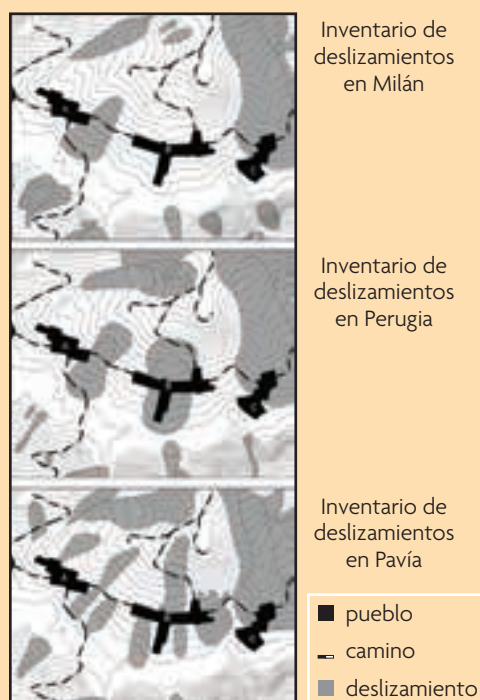 Inventario de
deslizamientos
en Milán
Inventario de
deslizamientos
en Perugia
Inventario de
deslizamientos
en Pavía
pueblo
camino
deslizamiento